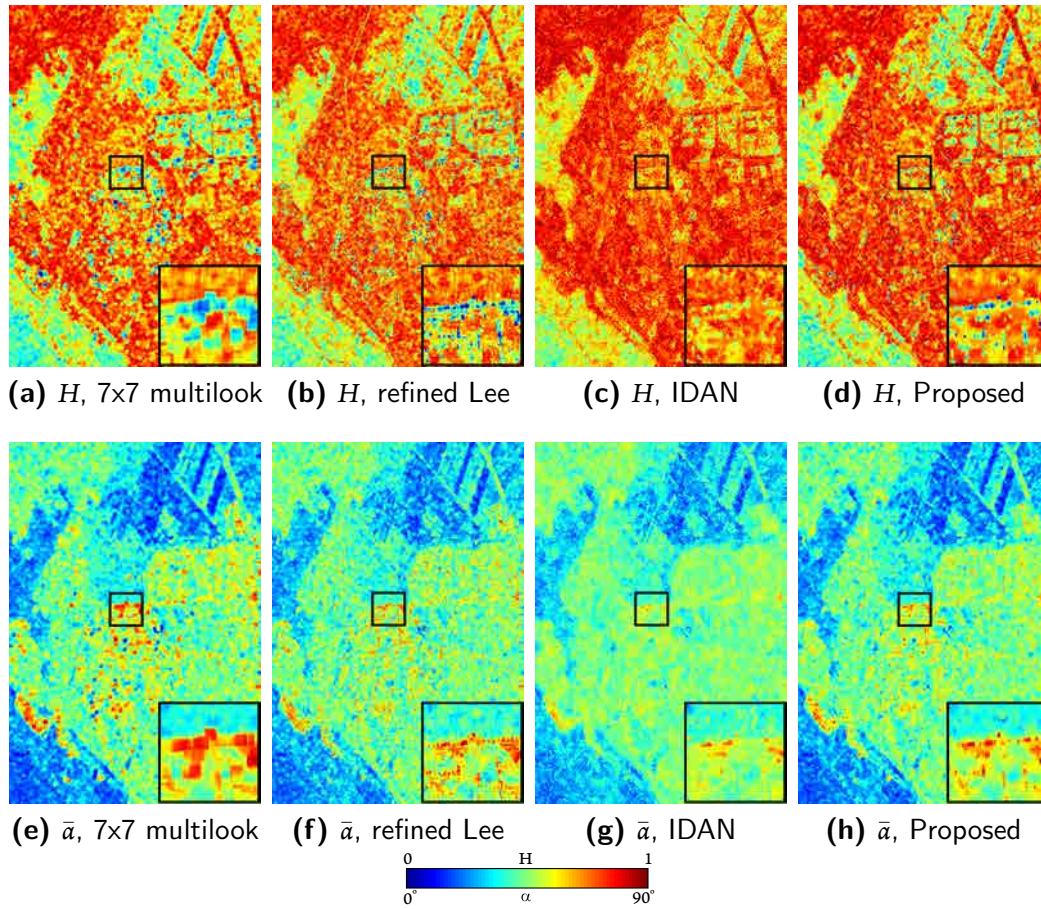 (a) H, 7x7 multilook (b) H, refined Lee (c) H, IDAN (d) H, Proposed
(e) ā, 7x7 multilook (f) ā, refined Lee (g) ā, IDAN (h) ā, Proposed
0 H 1
0° α 90°